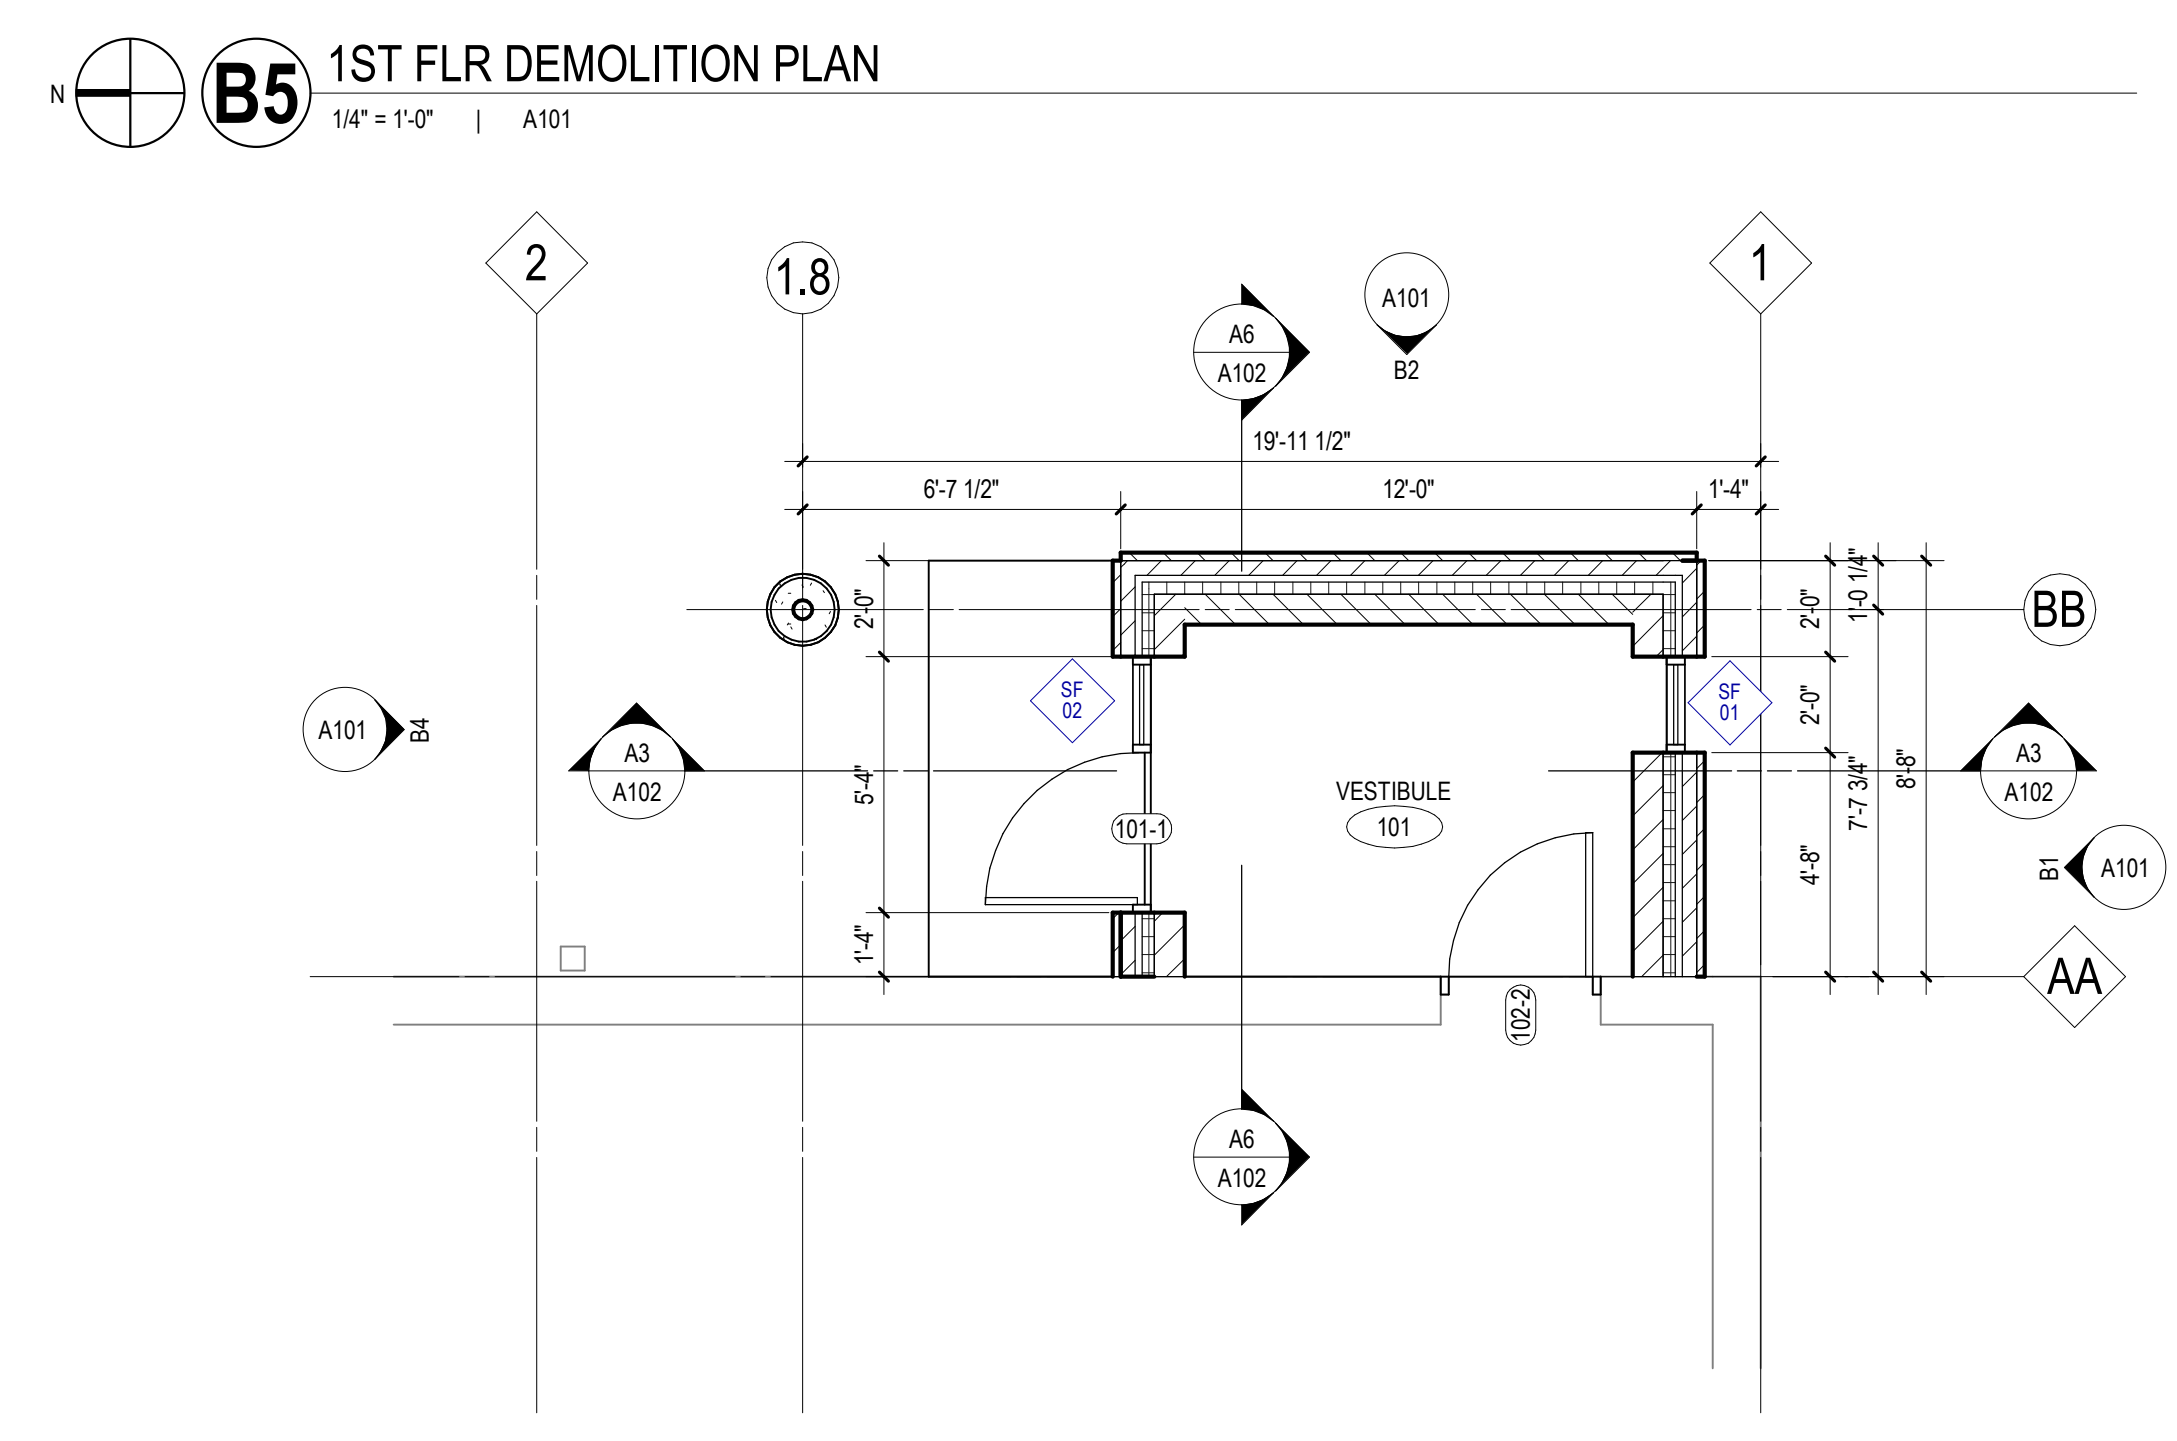 N
B5
1ST FLR DEMOLITION PLAN
1/4" = 1'-0" | A101
2
1.8
1
A6
A102
A101
B2
19'-11 1/2"
6'-7 1/2"
12'-0"
1'-4"
2'-0"
2'-0"
1'-0 1/4"
BB
SF
02
SF
01
A101
B4
A3
A102
5'-4"
2'-0"
7'-7 3/4"
8'-8"
A3
A102
VESTIBULE
101
101-1
4'-8"
B1
A101
1'-4"
AA
102-2
A6
A102